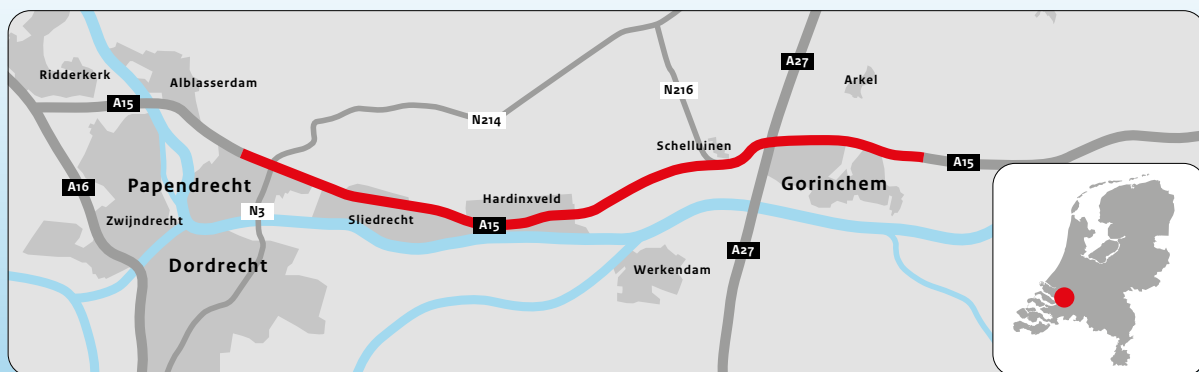 Ridderkerk
Alblasserdam
A15
A27
Arkel
N216
N214
Schelluinen
A15
A16
Papendrecht
Gorinchem
Hardinxveld
N3
Zwijndrecht
Sliedrecht
A15
A27
Dordrecht
Werkendam